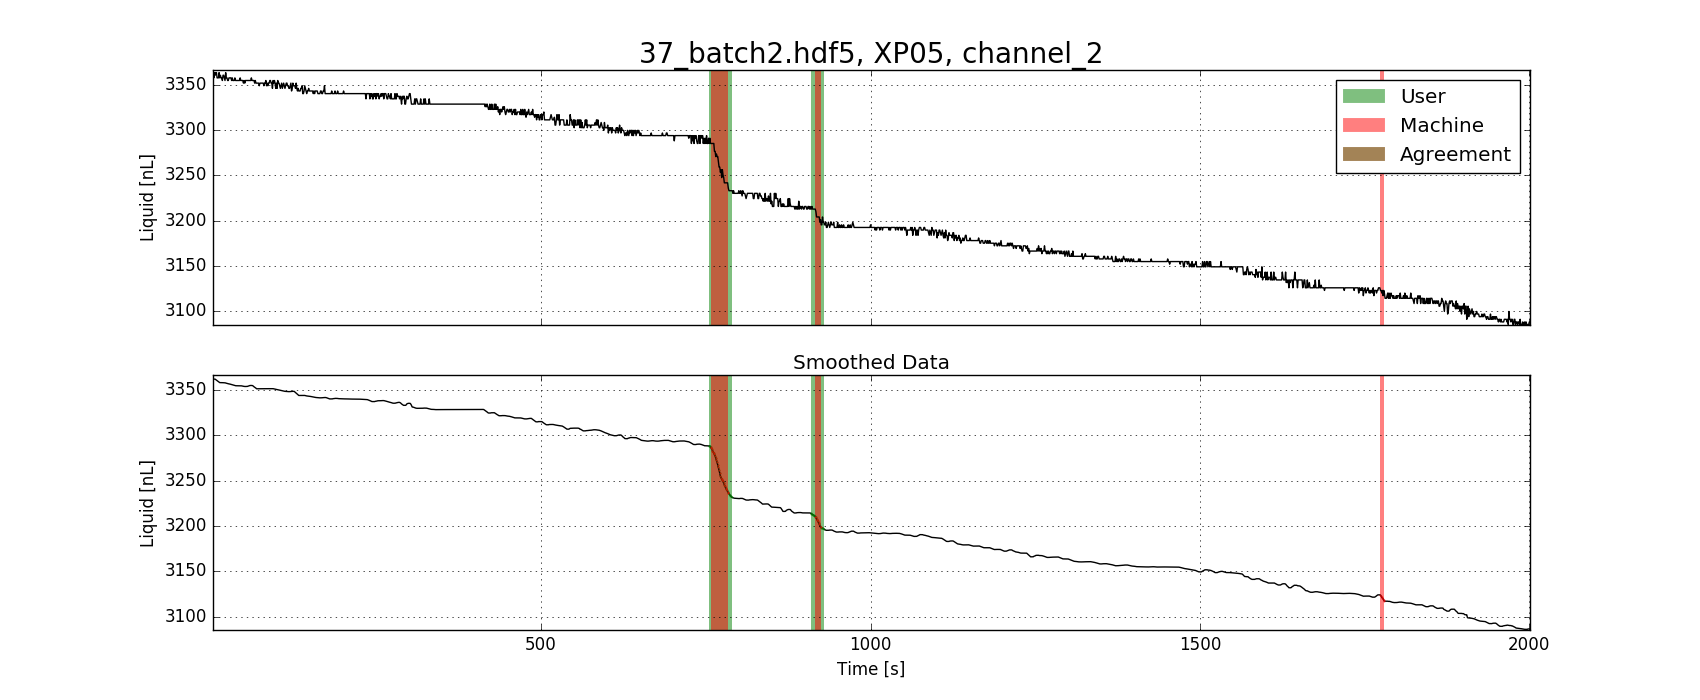 37_batch2.hdf5, XP05, channel_2
3350
3300
3250
3200
3150
3100
Liquid [nL]
User
Machine
Agreement
Smoothed Data
3350
3300
3250
3200
3150
3100
Liquid [nL]
500
1000
1500
2000
Time [s]